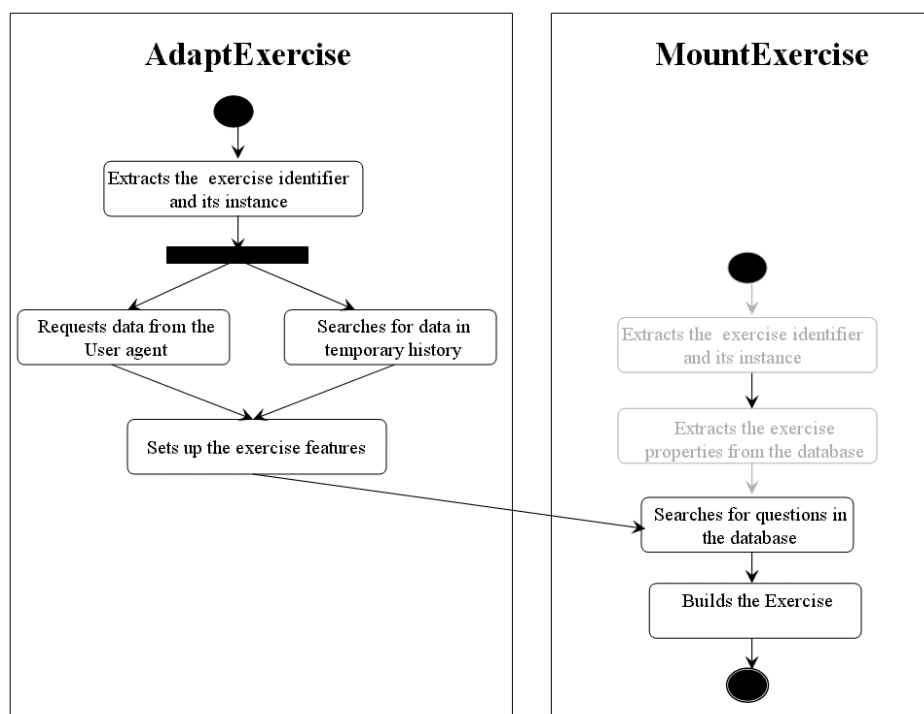 AdaptExercise
Extracts the exercise identifier
and its instance
Requests data from the
User agent
Searches for data in
temporary history
Sets up the exercise features
MountExercise
Extracts the exercise identifier
and its instance
Extracts the exercise
properties from the database
Searches for questions in
the database
Builds the Exercise